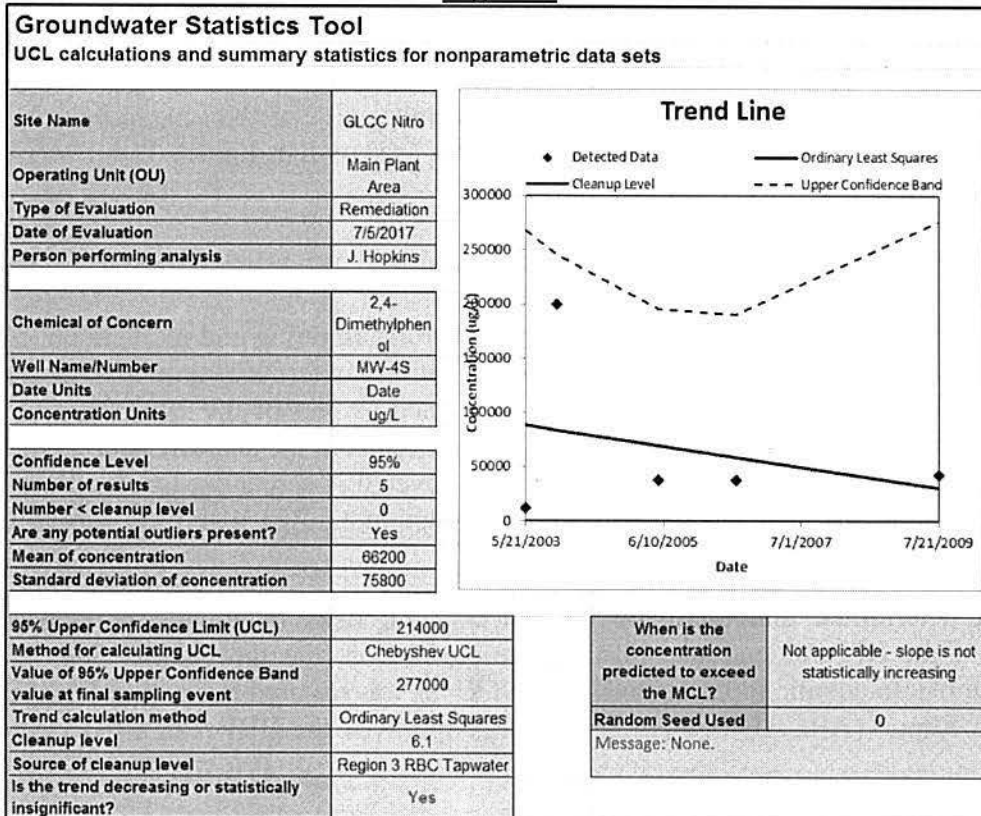 Groundwater Statistics Tool
UCL calculations and summary statistics for nonparametric data sets
Site Name GLCC Nitro
Operating Unit (OU) Main Plant
Area
Type of Evaluation Remediation
Date of Evaluation 7/5/2017
Person performing analysis J. Hopkins
Chemical of Concern 2,4-
Dimethylphen
ol
Well Name/Number MW-4S
Date Units Date
Concentration Units ug/L
Confidence Level 95%
Number of results 5
Number < cleanup level 0
Are any potential outliers present? Yes
Mean of concentration 66200
Standard deviation of concentration 75800
Trend Line
Detected Data Ordinary Least Squares
Cleanup Level Upper Confidence Band
Concentration (ug/L)
300000
250000
200000
150000
100000
50000
0
5/21/2003 6/10/2005 7/1/2007 7/21/2009
Date
95% Upper Confidence Limit (UCL) 214000
Method for calculating UCL Chebyshev UCL
Value of 95% Upper Confidence Band
value at final sampling event 277000
Trend calculation method Ordinary Least Squares
Cleanup level 6.1
Source of cleanup level Region 3 RBC Tapwater
Is the trend decreasing or statistically
insignificant? Yes
When is the
concentration
predicted to exceed
the MCL?
Not applicable - slope is not
statistically increasing
Random Seed Used 0
Message: None.